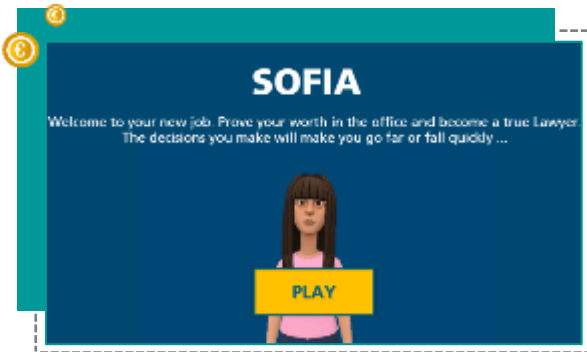 SOFIA
Welcome to your new job. Prove your worth in the office and become a true Lawyer.
The decisions you make will make you go far or fall quickly ...
PLAY